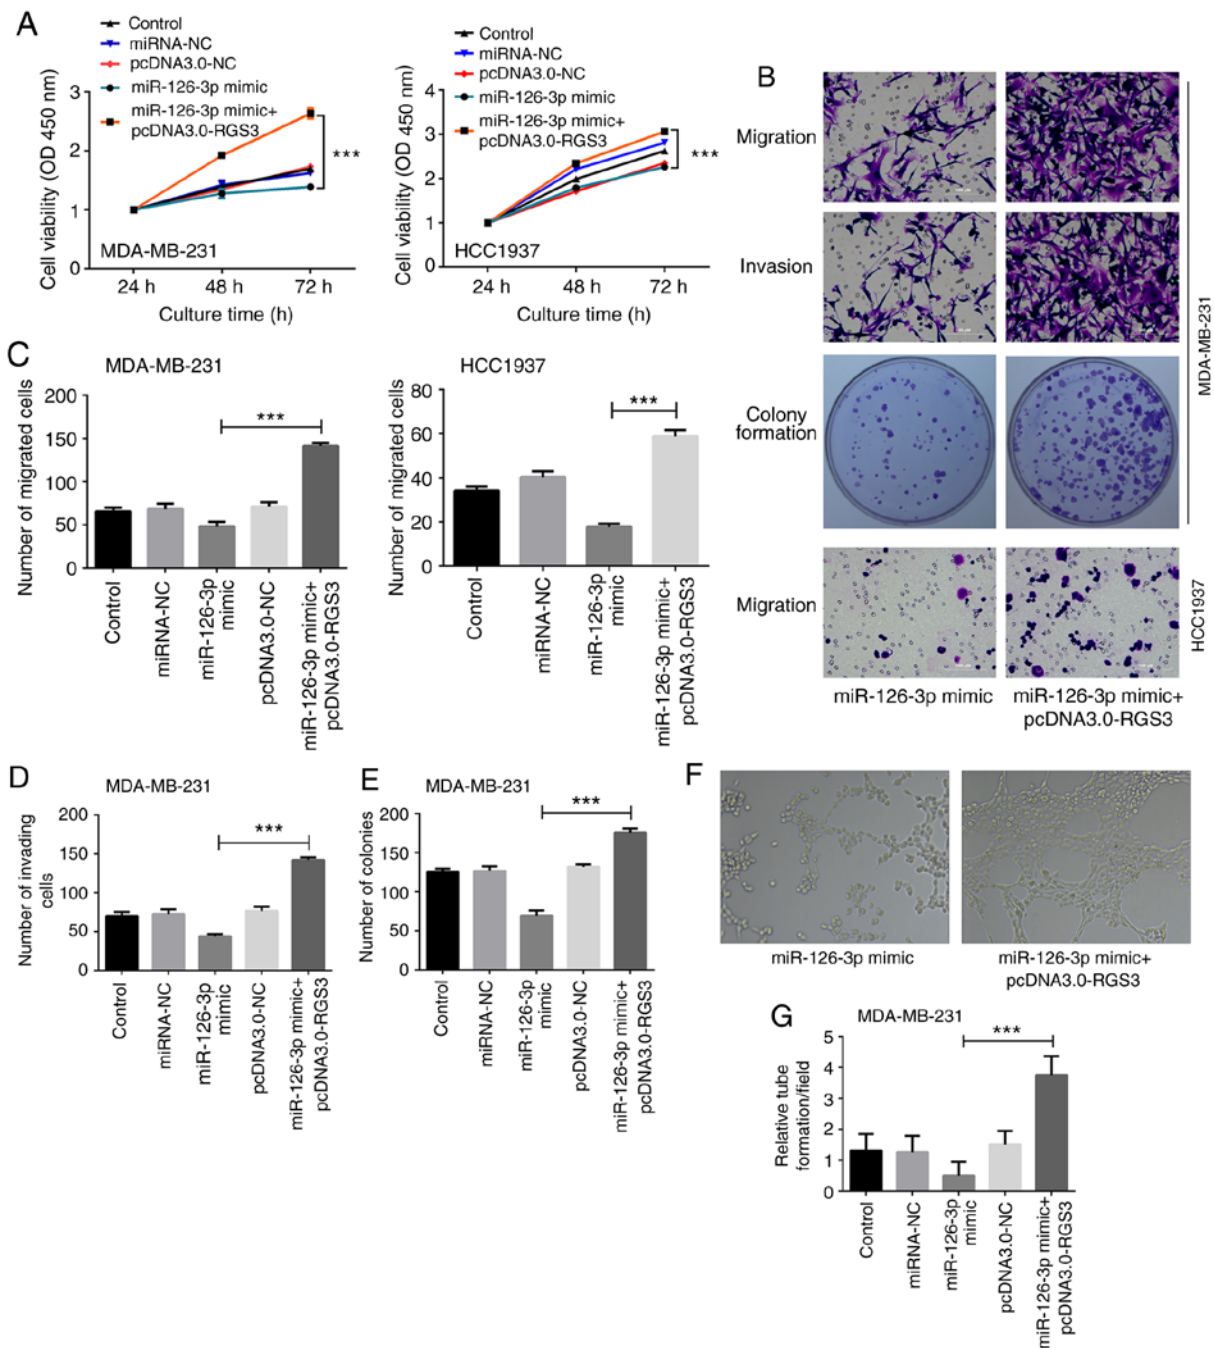 A
Control
miRNA-NC
pcDNA3.0-NC
miR-126-3p mimic
miR-126-3p mimic+
pcDNA3.0-RGS3
Cell viability (OD 450 nm)
3
2
1
0
***
MDA-MB-231
24 h
48 h
72 h
Culture time (h)
Control
miRNA-NC
pcDNA3.0-NC
miR-126-3p mimic
miR-126-3p mimic+
pcDNA3.0-RGS3
Cell viability (OD 450 nm)
4
3
2
1
0
***
HCC1937
24 h
48 h
72 h
Culture time (h)
B
Migration
Invasion
Colony
formation
Migration
MDA-MB-231
HCC1937
miR-126-3p mimic
miR-126-3p mimic+
pcDNA3.0-RGS3
C
MDA-MB-231
Number of migrated cells
200
150
100
50
0
***
Control
miRNA-NC
miR-126-3p
mimic
pcDNA3.0-NC
miR-126-3p mimic+
pcDNA3.0-RGS3
HCC1937
Number of migrated cells
80
60
40
20
0
***
Control
miRNA-NC
miR-126-3p
mimic
miR-126-3p mimic+
pcDNA3.0-RGS3
D
MDA-MB-231
Number of invading
cells
200
150
100
50
0
***
Control
miRNA-NC
miR-126-3p
mimic
pcDNA3.0-NC
miR-126-3p mimic+
pcDNA3.0-RGS3
E
MDA-MB-231
Number of colonies
200
150
100
50
0
***
Control
miRNA-NC
miR-126-3p
mimic
pcDNA3.0-NC
miR-126-3p mimic+
pcDNA3.0-RGS3
F
miR-126-3p mimic
miR-126-3p mimic+
pcDNA3.0-RGS3
G
MDA-MB-231
Relative tube
formation/field
5
4
3
2
1
0
***
Control
miRNA-NC
miR-126-3p
mimic
pcDNA3.0-NC
miR-126-3p mimic+
pcDNA3.0-RGS3